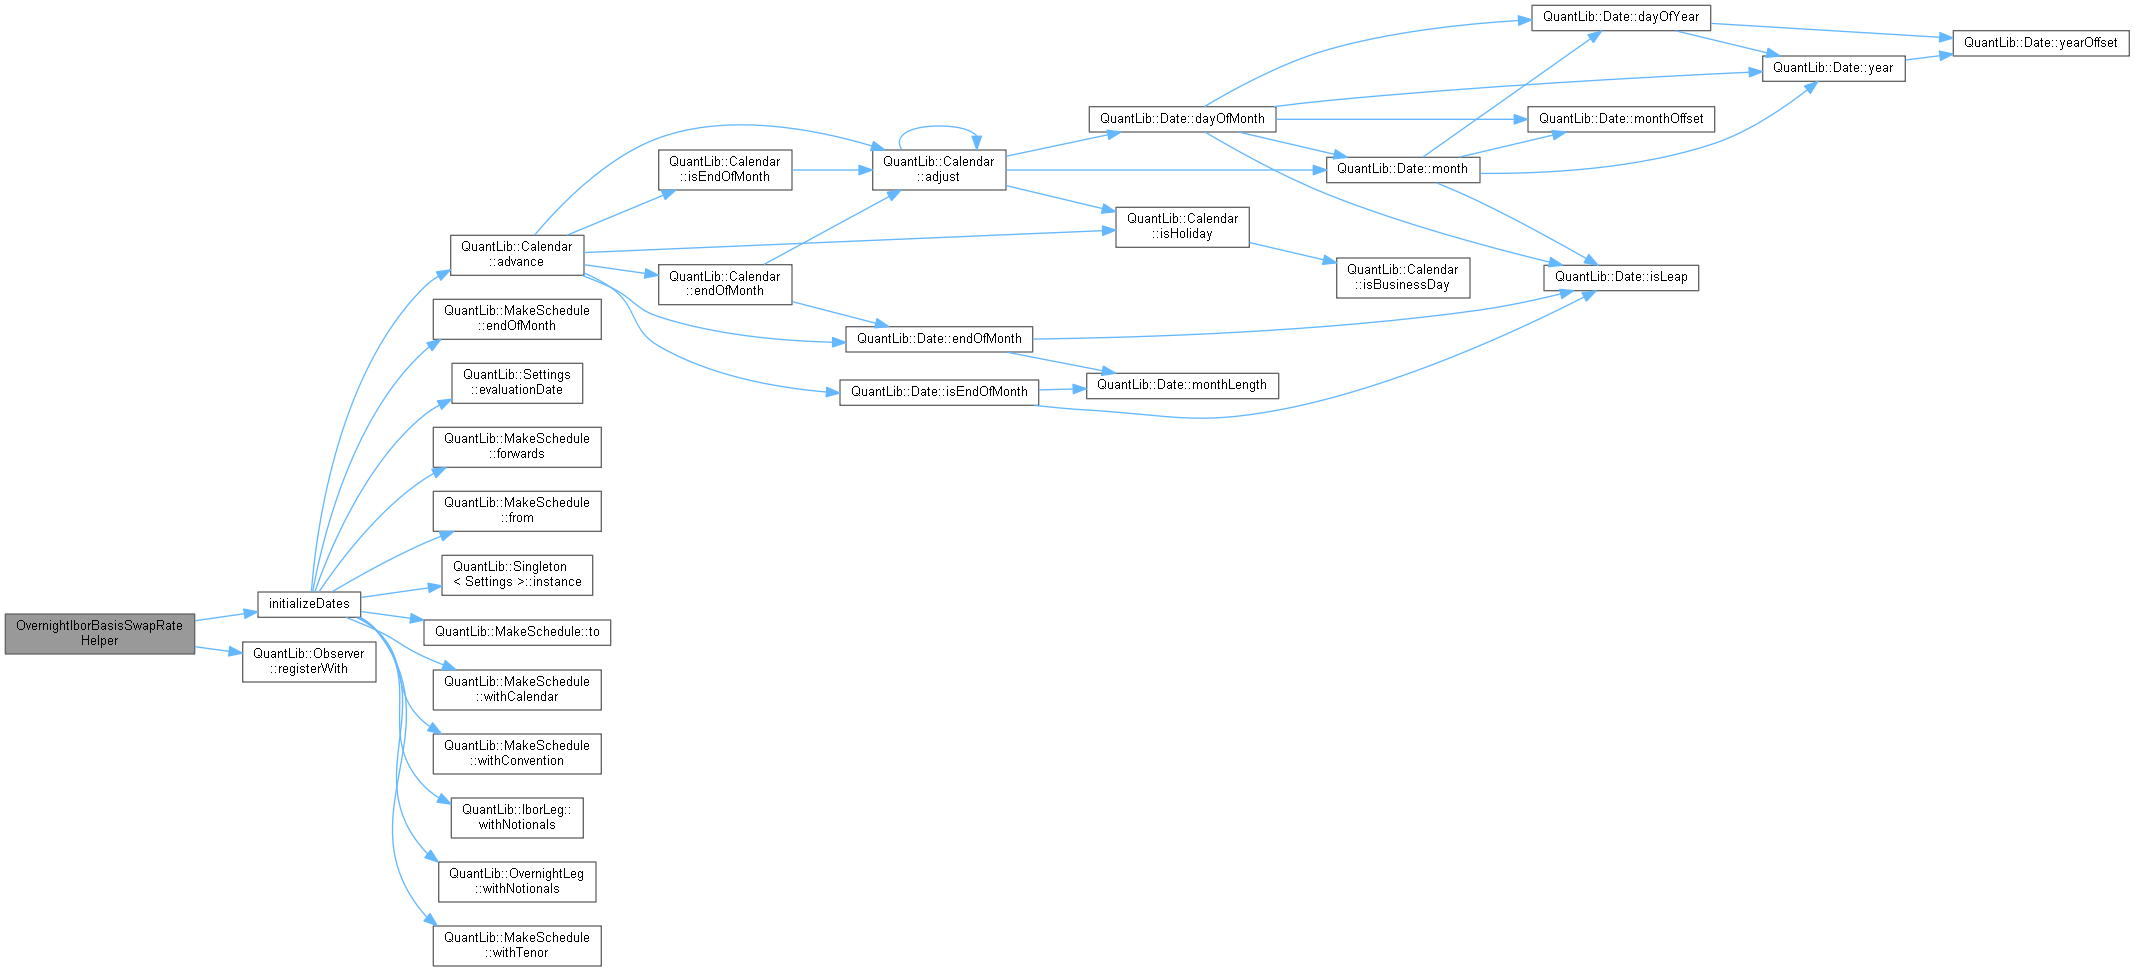 OvernightIborBasisSwapRate
Helper
initializeDates
QuantLib::Observer
::registerWith
QuantLib::Calendar
::advance
QuantLib::MakeSchedule
::endOfMonth
QuantLib::Settings
::evaluationDate
QuantLib::MakeSchedule
::forwards
QuantLib::MakeSchedule
::from
QuantLib::Singleton
< Settings >::instance
QuantLib::MakeSchedule::to
QuantLib::MakeSchedule
::withCalendar
QuantLib::MakeSchedule
::withConvention
QuantLib::IborLeg::
withNotionals
QuantLib::OvernightLeg
::withNotionals
QuantLib::MakeSchedule
::withTenor
QuantLib::Calendar
::isEndOfMonth
QuantLib::Calendar
::endOfMonth
QuantLib::Calendar
::adjust
QuantLib::Date::endOfMonth
QuantLib::Date::isEndOfMonth
QuantLib::Date::dayOfMonth
QuantLib::Calendar
::isHoliday
QuantLib::Date::monthLength
QuantLib::Date::month
QuantLib::Calendar
::isBusinessDay
QuantLib::Date::dayOfYear
QuantLib::Date::monthOffset
QuantLib::Date::isLeap
QuantLib::Date::year
QuantLib::Date::yearOffset